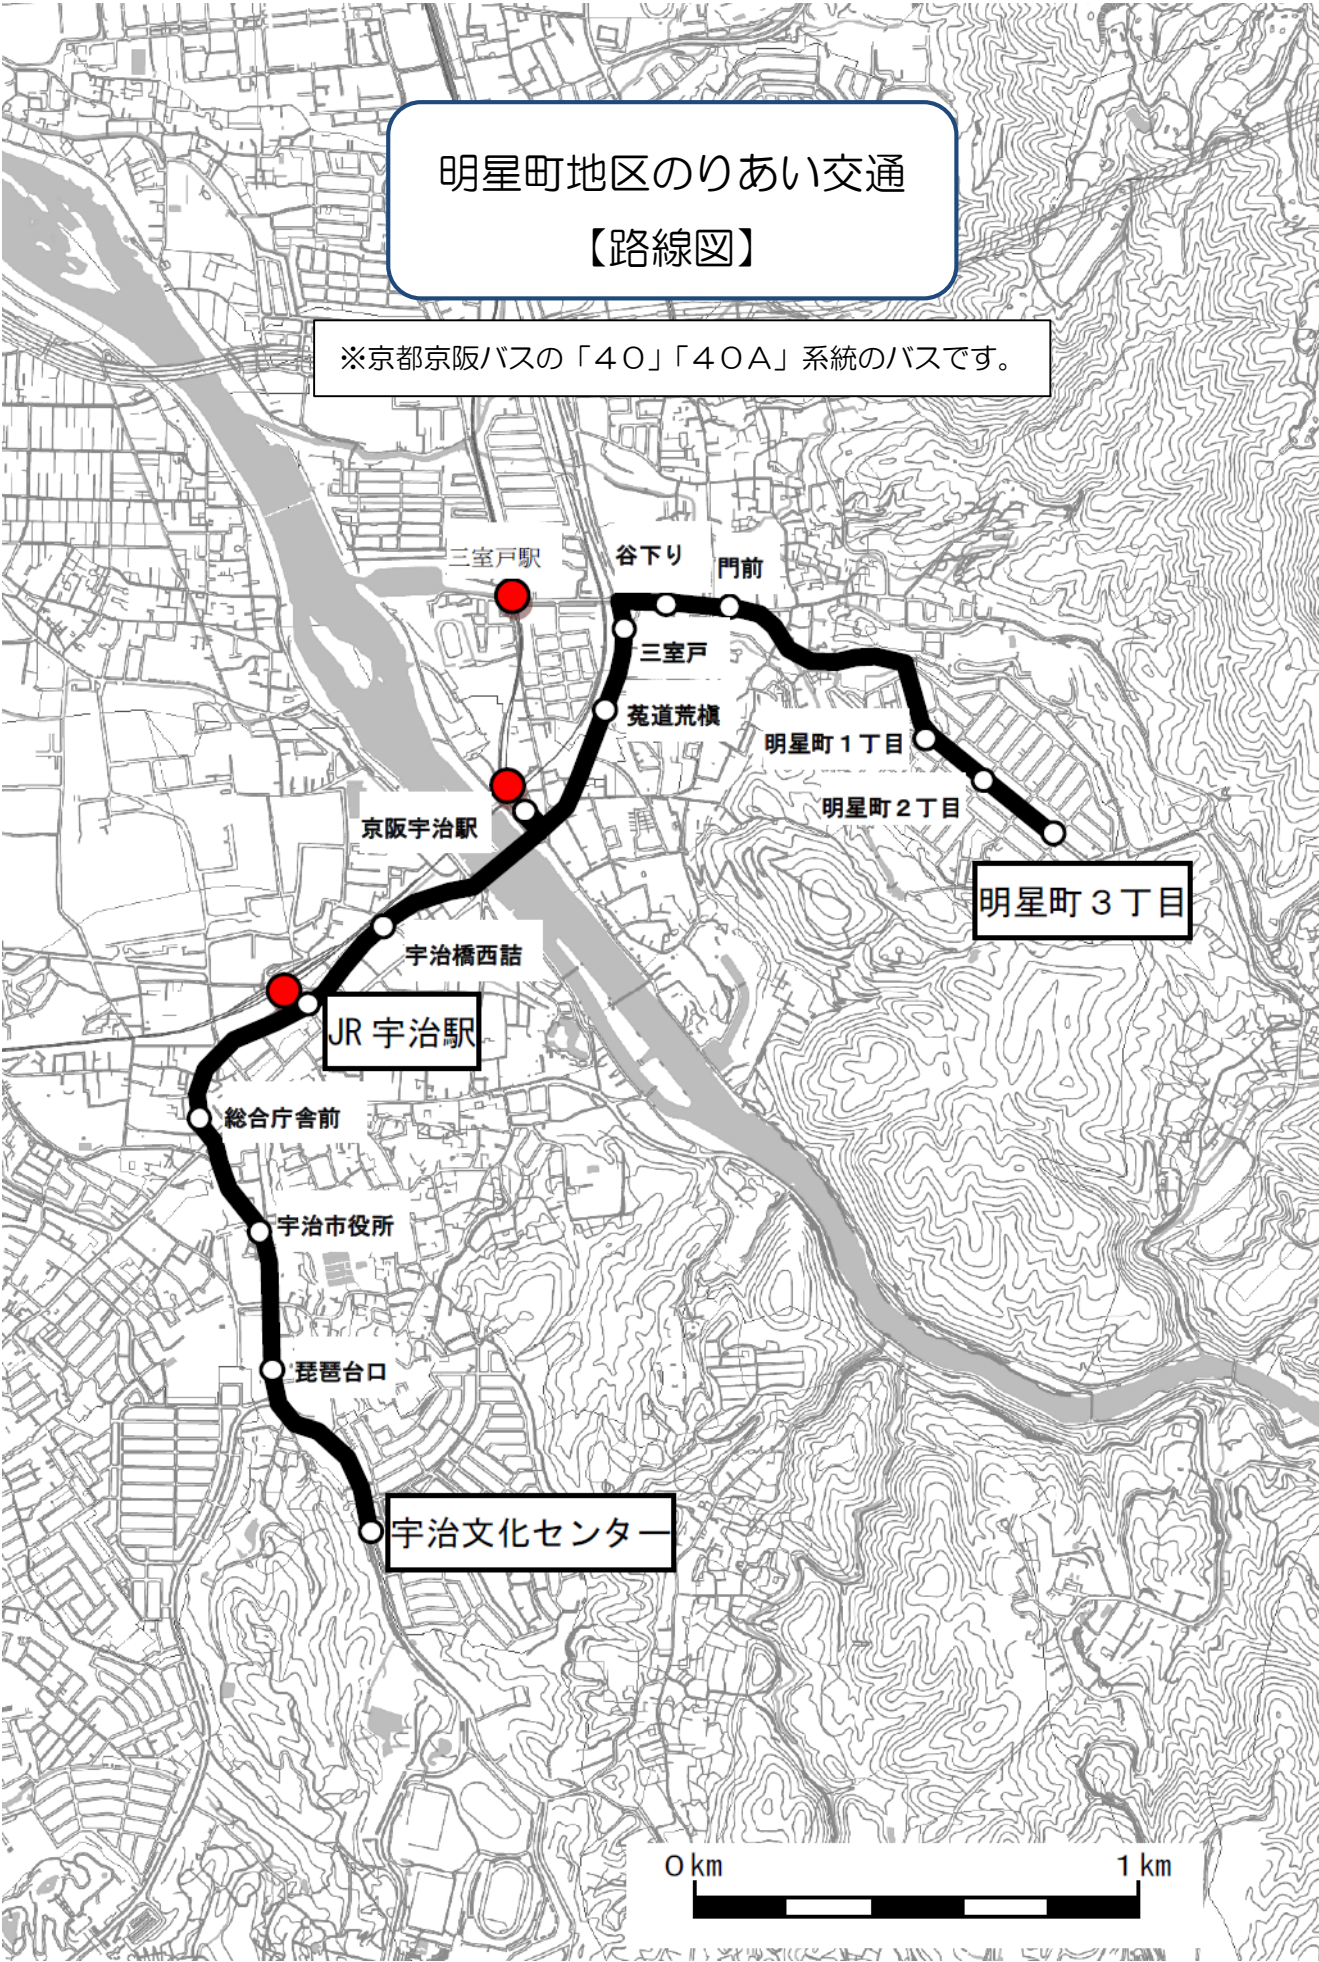 明星町地区のりあい交通
【路線図】
※京都京阪バスの「４０」「４０Ａ」系統のバスです。
三室戸駅
谷下り
門前
三室戸
菟道荒槇
明星町１丁目
京阪宇治駅
明星町２丁目
明星町３丁目
宇治橋西詰
JR 宇治駅
総合庁舎前
宇治市役所
琵琶台口
宇治文化センター
０km
１km